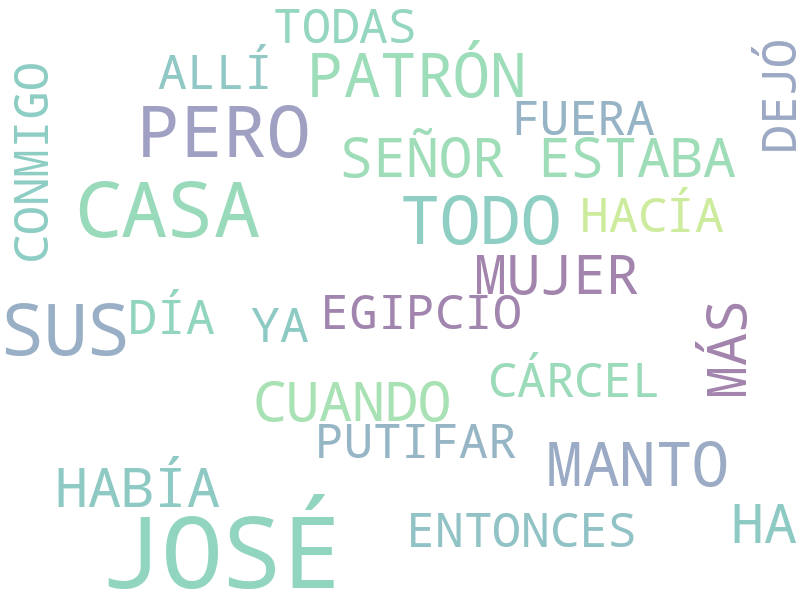 TODAS
ALLÍ
PATRÓN
DEJÓ
CONMIGO
PERO
FUERA
SEÑOR
ESTABA
CASA
TODO
HACÍA
MUJER
SUS
DÍA
YA
EGIPCIO
MÁS
CÁRCEL
CUANDO
PUTIFAR
MANTO
HABÍA
JOSÉ
ENTONCES
HA